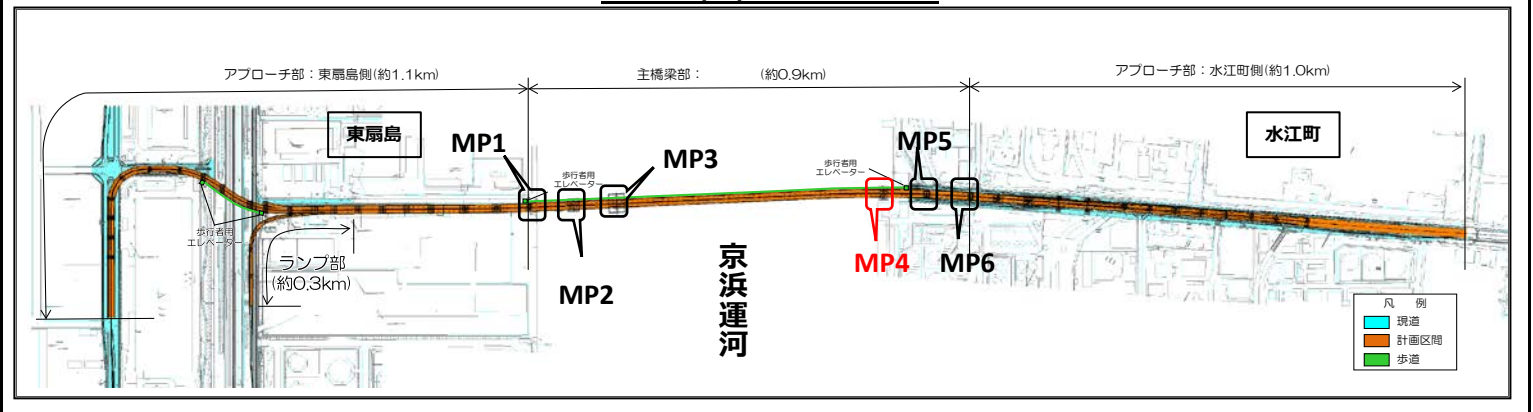 アプローチ部：東扇島側(約1.1km)
主橋梁部：　　　(約0.9km)
アプローチ部：水江町側(約1.0km)
東扇島
水江町
MP1
歩行者用
エレベーター
MP2
MP3
歩行者用
エレベーター
MP4
MP5
MP6
歩行者用
エレベーター
ランプ部
(約0.3km)
京浜運河
凡　例
現道
計画区間
歩道